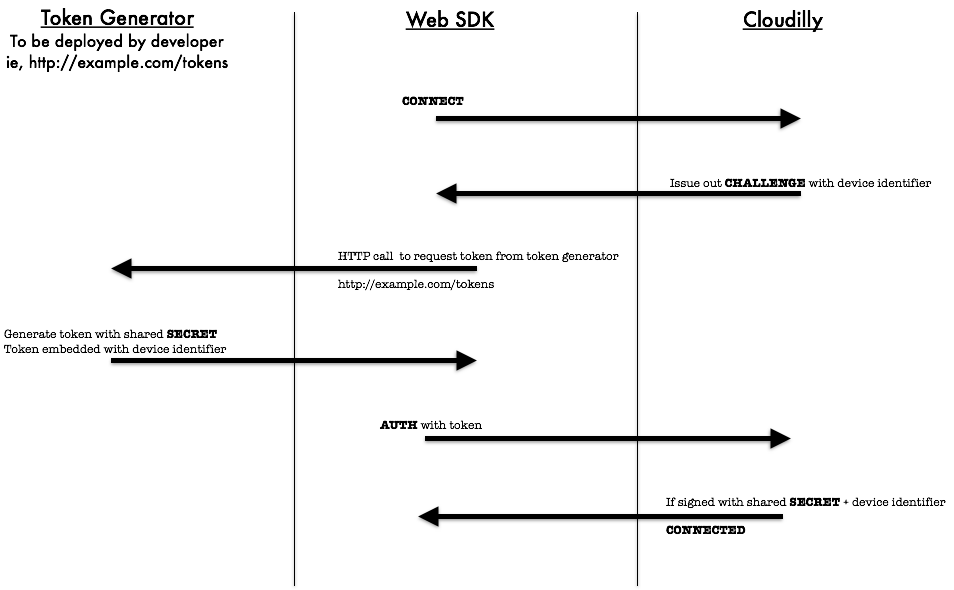 Token Generator
To be deployed by developer
ie, http://example.com/tokens
Web SDK
Cloudilly
CONNECT
Issue out CHALLENGE with device identifier
HTTP call  to request token from token generator
http://example.com/tokens
Generate token with shared SECRET
Token embedded with device identifier
AUTH with token
If signed with shared SECRET + device identifier
CONNECTED